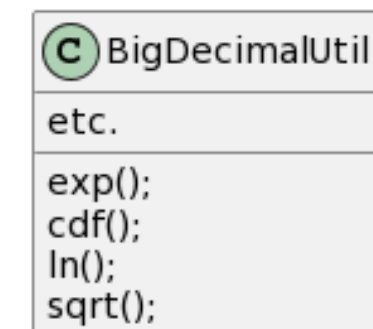 C BigDecimalUtil
etc.
exp();
cdf();
ln();
sqrt();